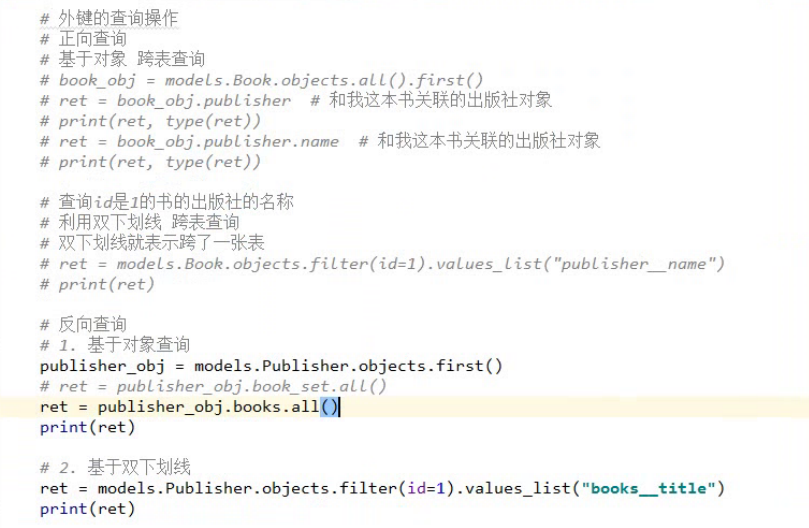 # 外键的查询操作
# 正向查询
# 基于对象 跨表查询
# book_obj = models.Book.objects.all().first()
# ret = book_obj.publisher  # 和我这本书关联的出版社对象
# print(ret, type(ret))
# ret = book_obj.publisher.name  # 和我这本书关联的出版社对象
# print(ret, type(ret))
# 查询id是1的书的出版社的名称
# 利用双下划线 跨表查询
# 双下划线就表示跨了一张表
# ret = models.Book.objects.filter(id=1).values_list("publisher__name")
# print(ret)
# 反向查询
# 1. 基于对象查询
publisher_obj = models.Publisher.objects.first()
# ret = publisher_obj.book_set.all()
ret = publisher_obj.books.all()
print(ret)
# 2. 基于双下划线
ret = models.Publisher.objects.filter(id=1).values_list("books__title")
print(ret)